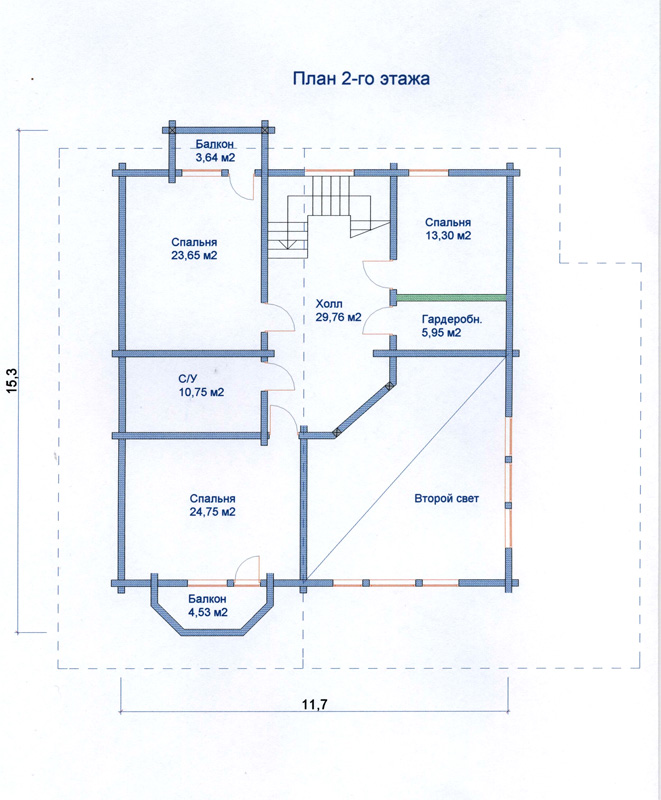 План 2-го этажа
Балкон
3,64 м2
Спальня
23,65 м2
Спальня
13,30 м2
Холл
29,76 м2
Гардеробн.
5,95 м2
С/У
10,75 м2
15,3
Спальня
24,75 м2
Второй свет
Балкон
4,53 м2
11,7